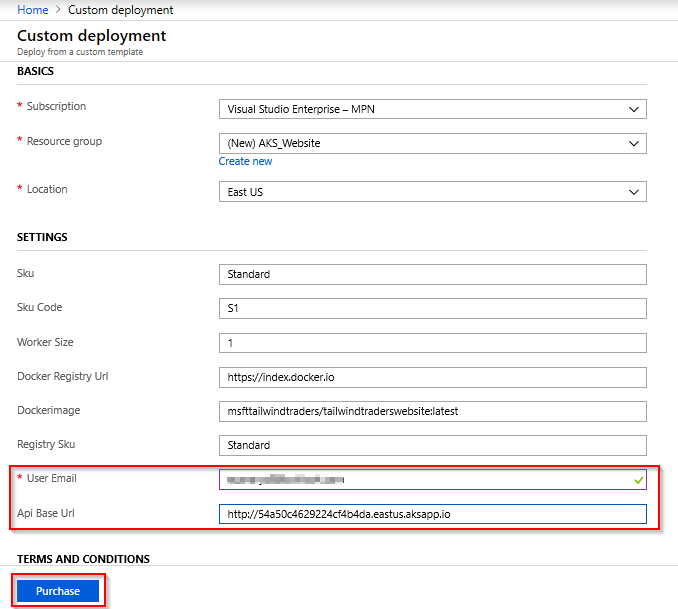 Home > Custom deployment
Custom deployment
Deploy from a custom template
BASICS
* Subscription
Visual Studio Enterprise – MPN
* Resource group
(New) AKS_Website
Create new
* Location
East US
SETTINGS
Sku
Standard
Sku Code
S1
Worker Size
1
Docker Registry Url
https://index.docker.io
Dockerimage
msfttailwindtraders/tailwindtraderswebsite:latest
Registry Sku
Standard
* User Email
Api Base Url
http://54a50c4629224cf4b4da.eastus.aksapp.io
TERMS AND CONDITIONS
Purchase